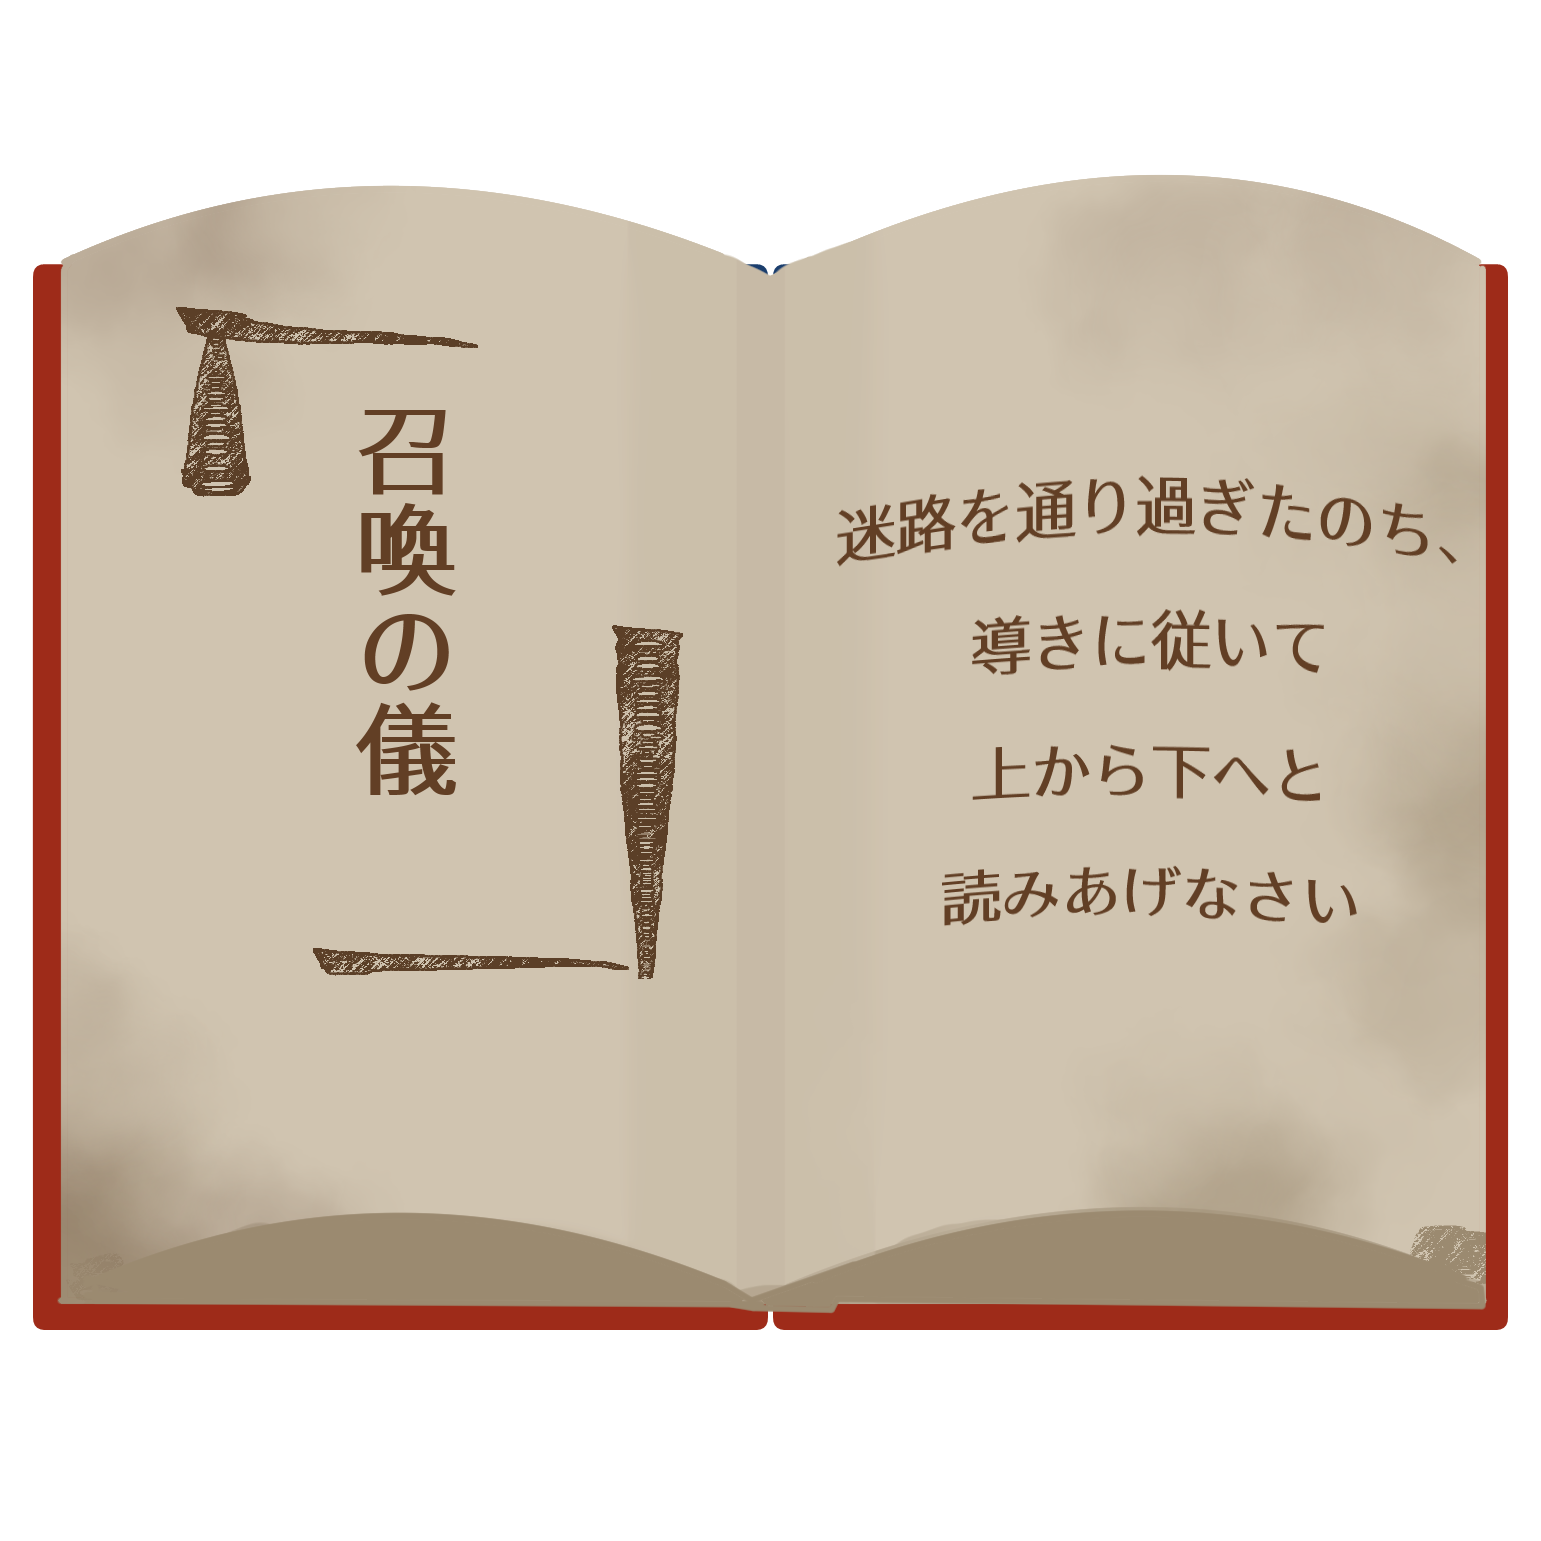 召喚の儀
迷路を通り過ぎたのち、
導きに従いて
上から下へと
読みあげなさい